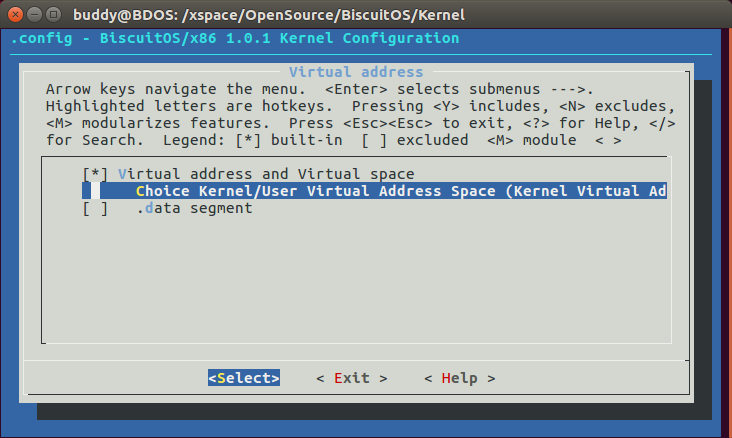 buddy@BDOS: /xspace/OpenSource/BiscuitOS/Kernel
.config - BiscuitOS/x86 1.0.1 Kernel Configuration
Virtual address
Arrow keys navigate the menu.  <Enter> selects submenus --->.
Highlighted letters are hotkeys.  Pressing <Y> includes, <N> excludes,
<M> modularizes features.  Press <Esc><Esc> to exit, <?> for Help, </>
for Search.  Legend: [*] built-in  [ ] excluded  <M> module  < >
[*] Virtual address and Virtual space
Choice Kernel/User Virtual Address Space (Kernel Virtual Ad
[ ]   .data segment
<Select>    < Exit >    < Help >